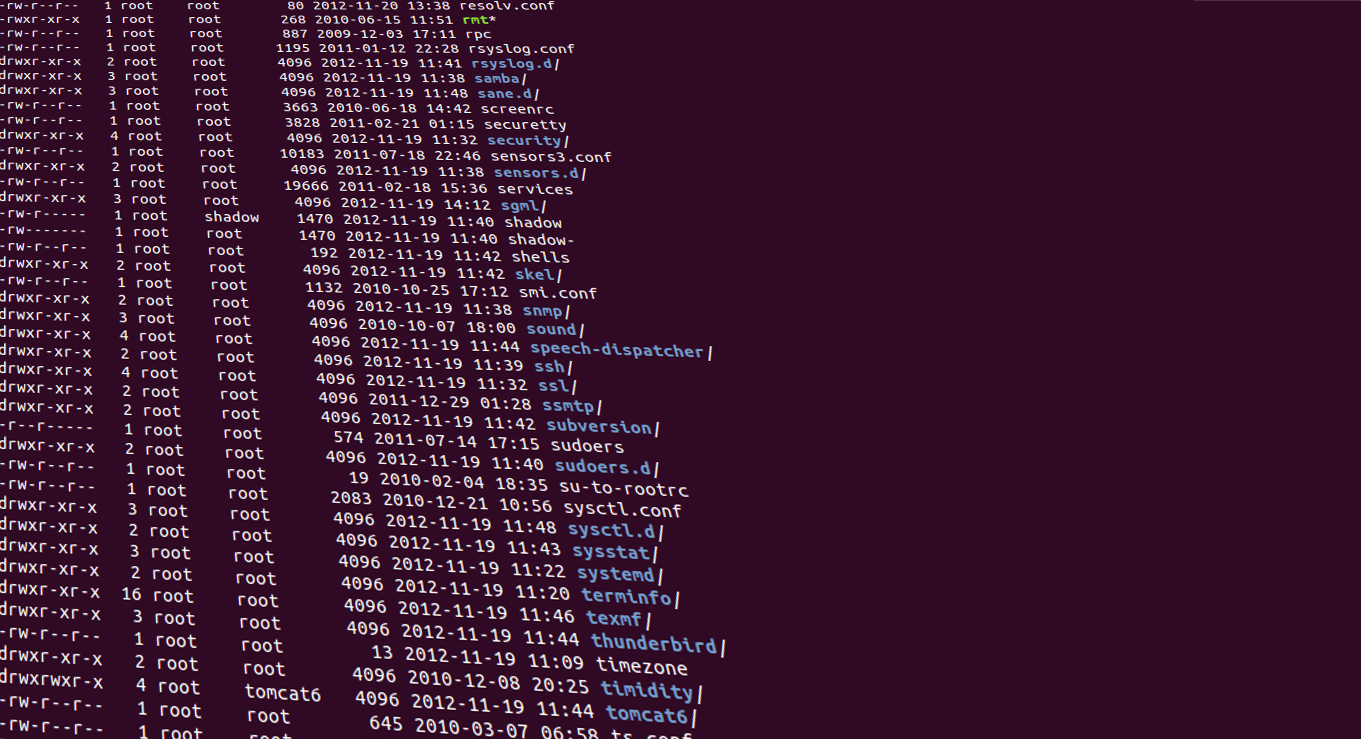 -rw-r--r-- 1 root root 80 2012-11-20 13:38 resolv.conf
-rwxr-xr-x 1 root root 268 2010-06-15 11:51 rmt*
-rw-r--r-- 1 root root 887 2009-12-03 17:11 rpc
-rw-r--r-- 1 root root 1195 2011-01-12 22:28 rsyslog.conf
drwxr-xr-x 2 root root 4096 2012-11-19 11:41 rsyslog.d/
drwxr-xr-x 3 root root 4096 2012-11-19 11:38 samba/
drwxr-xr-x 3 root root 4096 2012-11-19 11:48 sane.d/
-rw-r--r-- 1 root root 3663 2010-06-18 14:42 screenrc
-rw-r--r-- 1 root root 3828 2011-02-21 01:15 securetty
drwxr-xr-x 4 root root 4096 2012-11-19 11:32 security/
-rw-r--r-- 1 root root 10183 2011-07-18 22:46 sensors3.conf
drwxr-xr-x 2 root root 4096 2012-11-19 11:38 sensors.d/
-rw-r--r-- 1 root root 19666 2011-02-18 15:36 services
drwxr-xr-x 3 root root 4096 2012-11-19 14:12 sgml/
-rw-r----- 1 root shadow 1470 2012-11-19 11:40 shadow
-rw------- 1 root root 1470 2012-11-19 11:40 shadow-
-rw-r--r-- 1 root root 192 2012-11-19 11:42 shells
drwxr-xr-x 2 root root 4096 2012-11-19 11:42 skel/
-rw-r--r-- 1 root root 1132 2010-10-25 17:12 smi.conf
drwxr-xr-x 2 root root 4096 2012-11-19 11:38 snmp/
drwxr-xr-x 3 root root 4096 2010-10-07 18:00 sound/
drwxr-xr-x 4 root root 4096 2012-11-19 11:44 speech-dispatcher/
drwxr-xr-x 2 root root 4096 2012-11-19 11:39 ssh/
drwxr-xr-x 4 root root 4096 2012-11-19 11:32 ssl/
drwxr-xr-x 2 root root 4096 2011-12-29 01:28 ssmtp/
drwxr-xr-x 2 root root 4096 2012-11-19 11:42 subversion/
-r--r----- 1 root root 574 2011-07-14 17:15 sudoers
drwxr-xr-x 2 root root 4096 2012-11-19 11:40 sudoers.d/
-rw-r--r-- 1 root root 19 2010-02-04 18:35 su-to-rootrc
-rw-r--r-- 1 root root 2083 2010-12-21 10:56 sysctl.conf
drwxr-xr-x 3 root root 4096 2012-11-19 11:48 sysctl.d/
drwxr-xr-x 2 root root 4096 2012-11-19 11:43 sysstat/
drwxr-xr-x 3 root root 4096 2012-11-19 11:22 systemd/
drwxr-xr-x 2 root root 4096 2012-11-19 11:20 terminfo/
drwxr-xr-x 16 root root 4096 2012-11-19 11:46 texmf/
drwxr-xr-x 3 root root 4096 2012-11-19 11:44 thunderbird/
-rw-r--r-- 1 root root 13 2012-11-19 11:09 timezone
drwxr-xr-x 2 root root 4096 2010-12-08 20:25 timidity/
drwxrwxr-x 4 root tomcat6 4096 2012-11-19 11:44 tomcat6/
-rw-r--r-- 1 root root 645 2010-03-07 06:58 ts.conf
-rw-r--r-- 1 root root